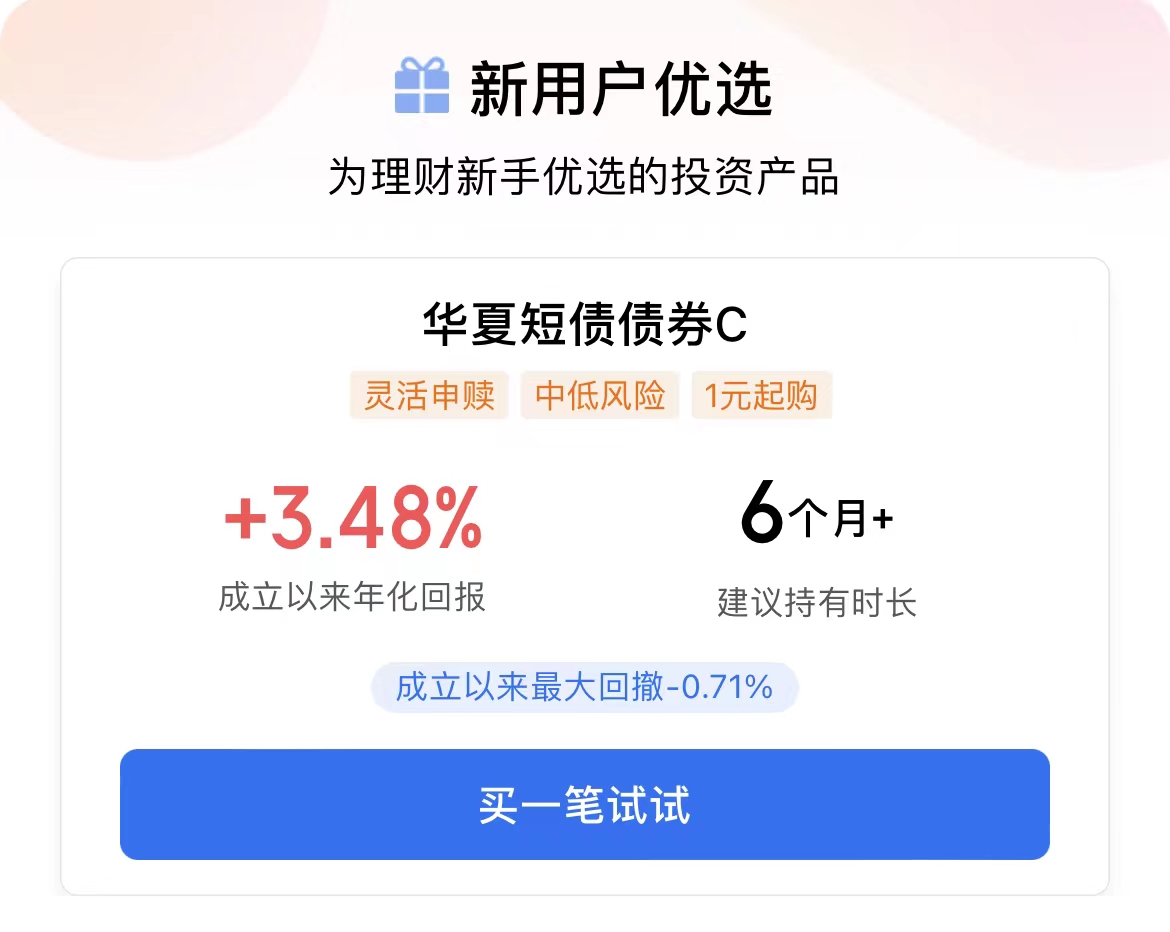 新用户优选
为理财新手优选的投资产品
华夏短债债券C
灵活申赎 中低风险 1元起购
+3.48% 6个月+
成立以来年化回报 建议持有时长
成立以来最大回撤-0.71%
买一笔试试